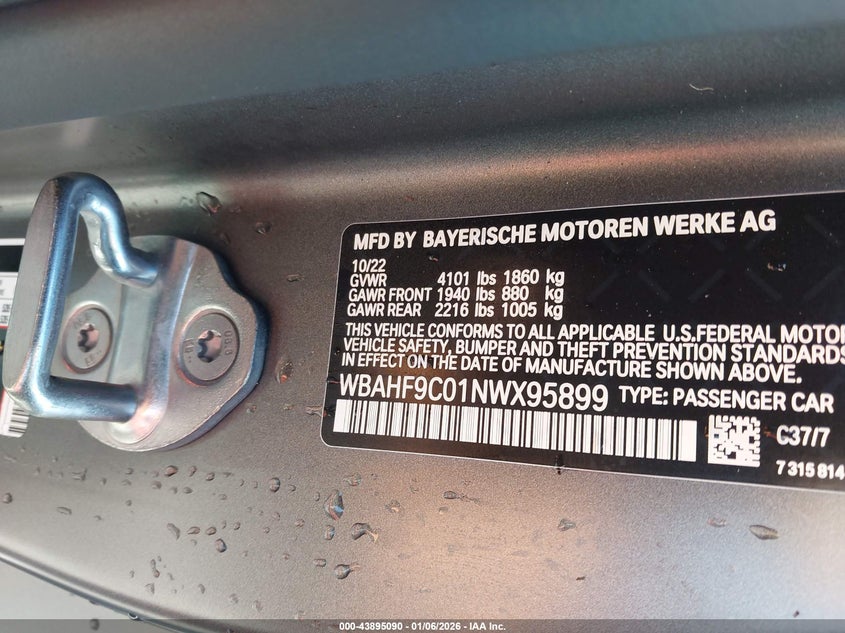 MFD BY BAYERISCHE MOTOREN WERKE AG
10/22
GVWR 4101 lbs 1860 kg
GAWR FRONT 1940 lbs 880 kg
GAWR REAR 2216 lbs 1005 kg
THIS VEHICLE CONFORMS TO ALL APPLICABLE U.S.FEDERAL MOTOR
VEHICLE SAFETY, BUMPER AND THEFT PREVENTION STANDARDS
IN EFFECT ON THE DATE OF MANUFACTURE SHOWN ABOVE.
WBAHF9C01NWX95899 TYPE: PASSENGER CAR
C37/7
7 315 814
000-43895090 - 01/06/2026 - IAA Inc.